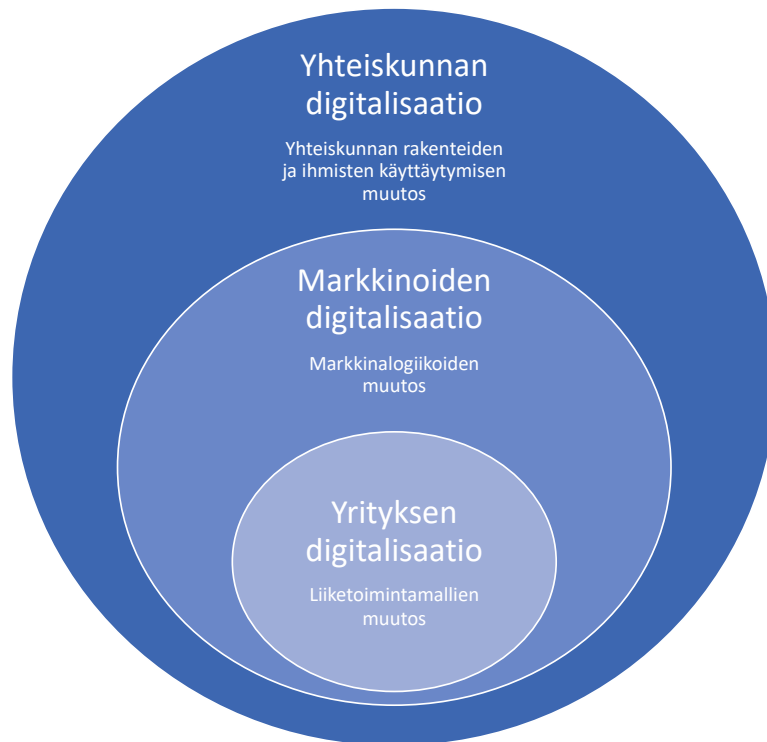 Yhteiskunnan
digitalisaatio
Yhteiskunnan rakenteiden
ja ihmisten käyttäytymisen
muutos
Markkinoiden
digitalisaatio
Markkinalogiikoiden
muutos
Yrityksen
digitalisaatio
Liiketoimintamallien
muutos